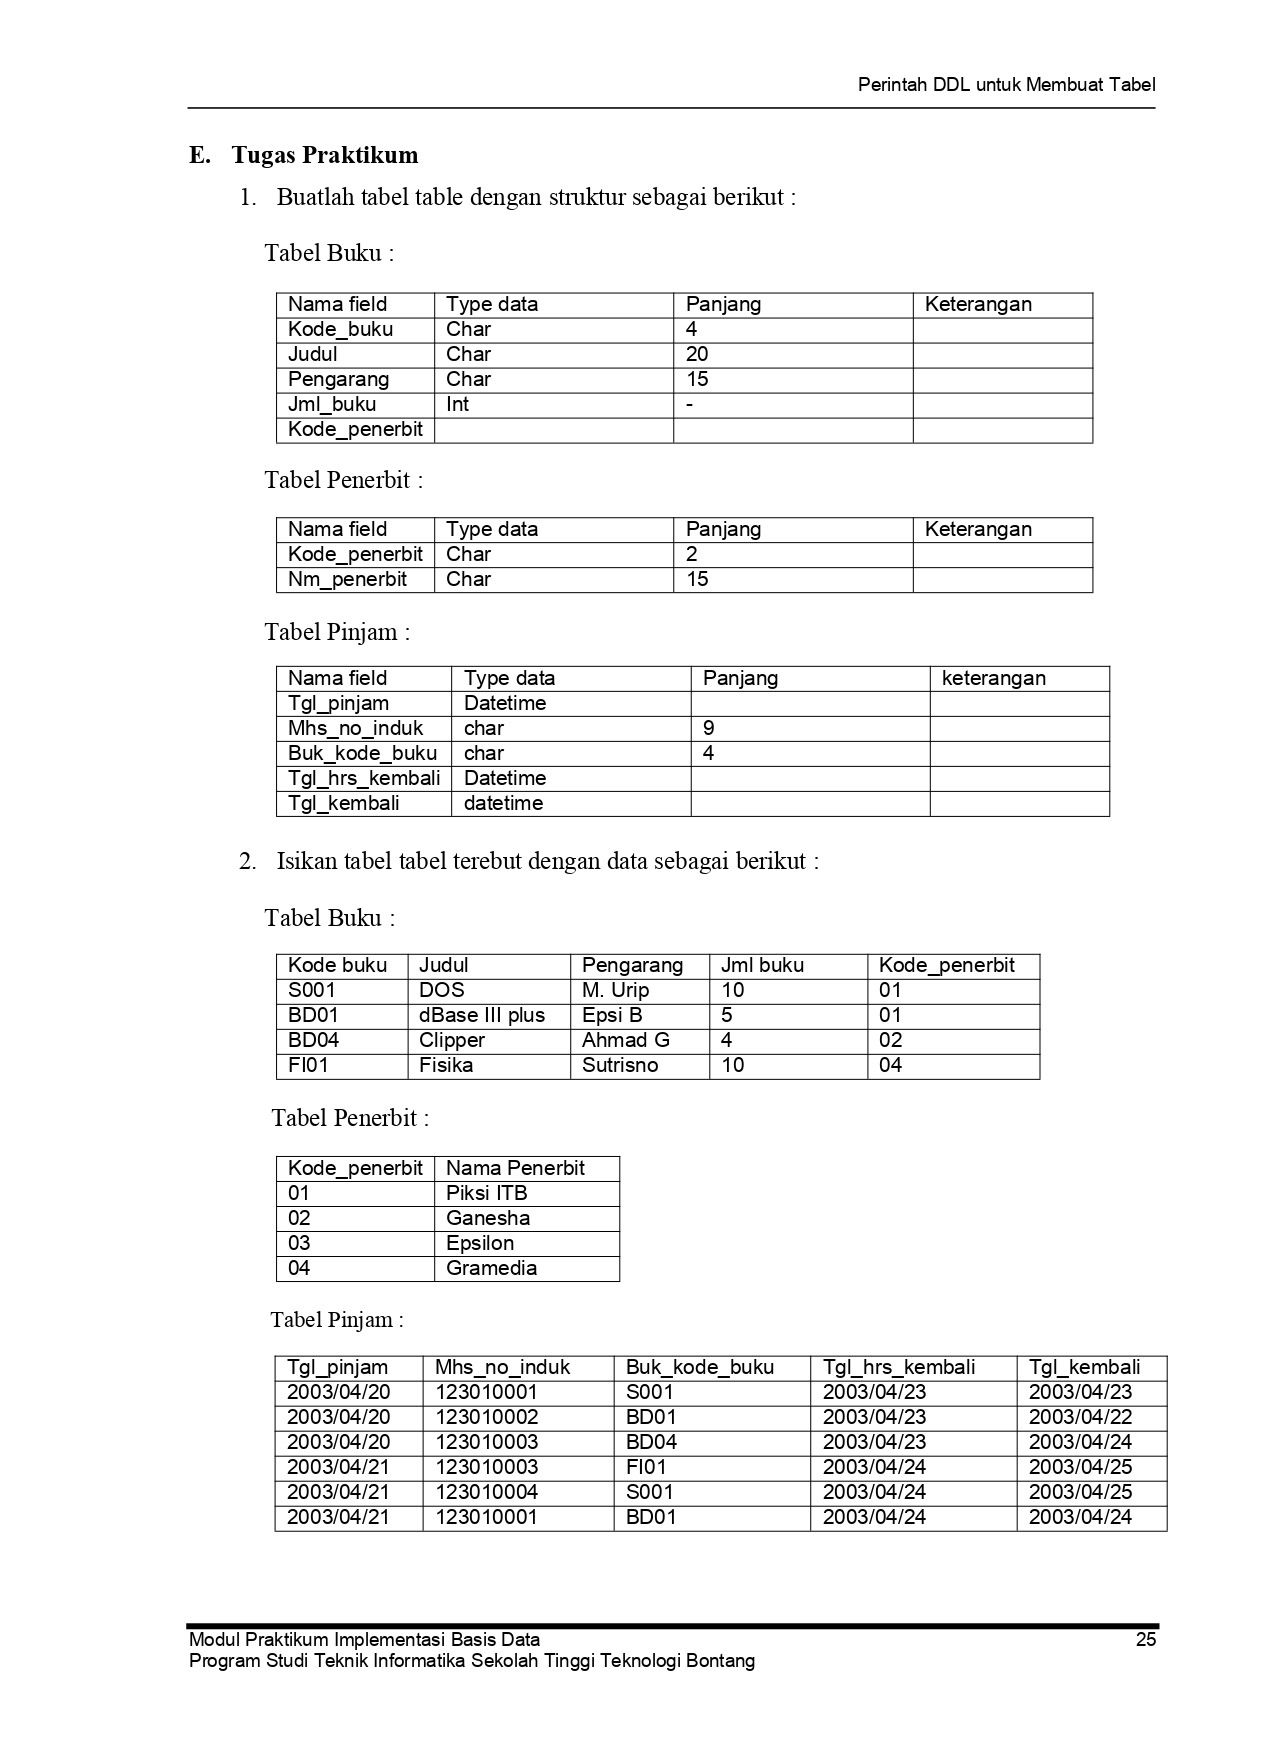 Perintah DDL untuk Membuat Tabel
E. Tugas Praktikum
1. Buatlah tabel table dengan struktur sebagai berikut :
Tabel Buku :
Nama field Type data Panjang Keterangan
Kode_buku Char 4
Judul Char 20
Pengarang Char 15
Jml_buku Int -
Kode_penerbit
Tabel Penerbit :
Nama field Type data Panjang Keterangan
Kode_penerbit Char 2
Nm_penerbit Char 15
Tabel Pinjam :
Nama field Type data Panjang keterangan
Tgl_pinjam Datetime
Mhs_no_induk char 9
Buk_kode_buku char 4
Tgl_hrs_kembali Datetime
Tgl_kembali datetime
2. Isikan tabel tabel terebut dengan data sebagai berikut :
Tabel Buku :
Kode buku Judul Pengarang Jml buku Kode_penerbit
S001 DOS M. Urip 10 01
BD01 dBase III plus Epsi B 5 01
BD04 Clipper Ahmad G 4 02
FI01 Fisika Sutrisno 10 04
Tabel Penerbit :
Kode_penerbit Nama Penerbit
01 Piksi ITB
02 Ganesha
03 Epsilon
04 Gramedia
Tabel Pinjam :
Tgl_pinjam Mhs_no_induk Buk_kode_buku Tgl_hrs_kembali Tgl_kembali
2003/04/20 123010001 S001 2003/04/23 2003/04/23
2003/04/20 123010002 BD01 2003/04/23 2003/04/22
2003/04/20 123010003 BD04 2003/04/23 2003/04/24
2003/04/21 123010003 FI01 2003/04/24 2003/04/25
2003/04/21 123010004 S001 2003/04/24 2003/04/25
2003/04/21 123010001 BD01 2003/04/24 2003/04/24
Modul Praktikum Implementasi Basis Data 25
Program Studi Teknik Informatika Sekolah Tinggi Teknologi Bontang